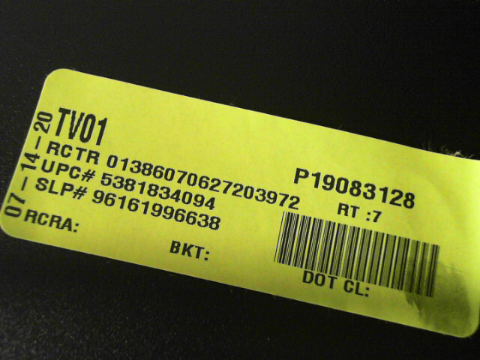 07-14-20
TV01
RCTR 01386070627203972
UPC# 5381834094
SLP# 96161996638
RCRA:
BKT:
P19083128
RT :7
DOT CL: